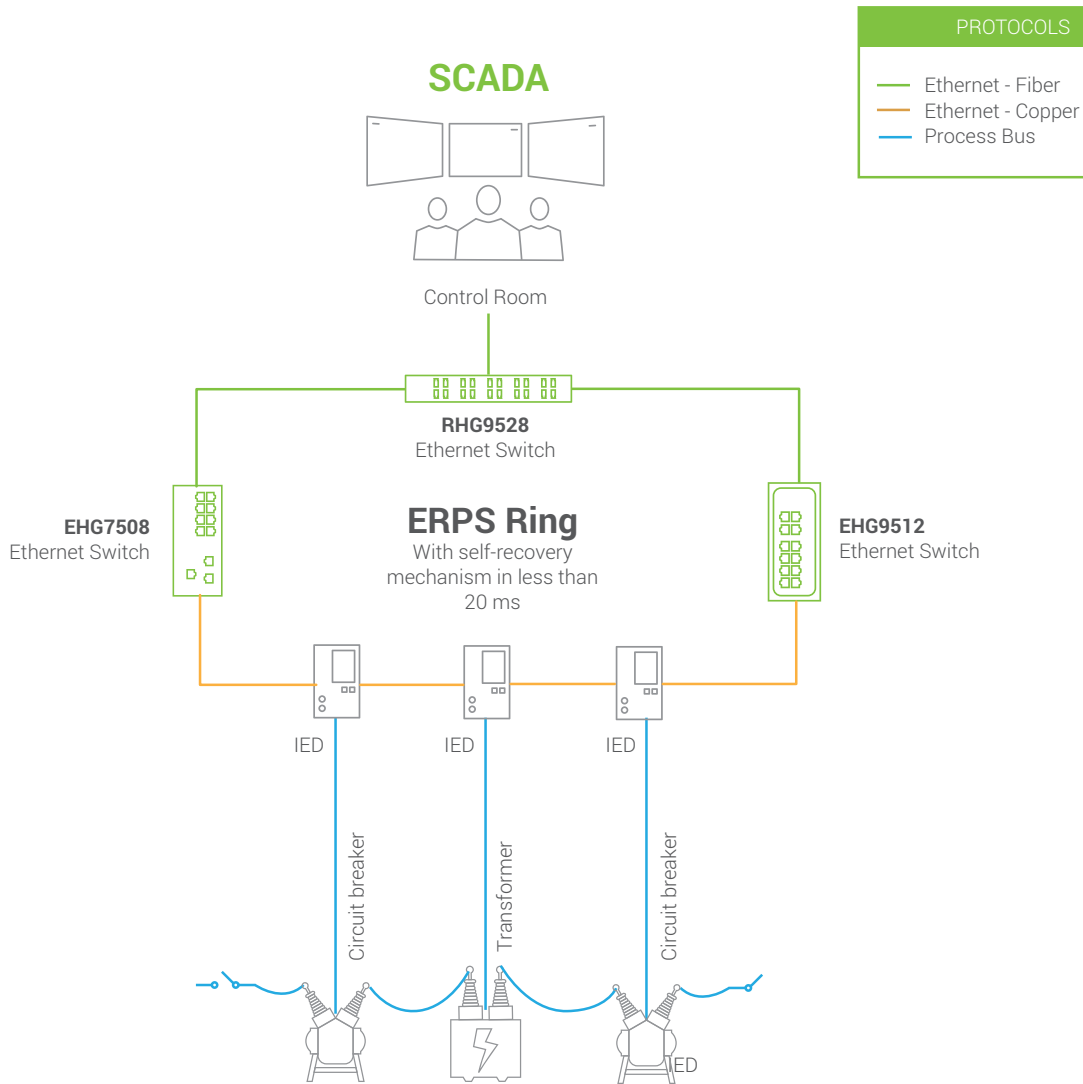 PROTOCOLS
Ethernet - Fiber
Ethernet - Copper
Process Bus
SCADA
Control Room
RHG9528
Ethernet Switch
EHG7508
Ethernet Switch
ERPS Ring
With self-recovery
mechanism in less than
20 ms
EHG9512
Ethernet Switch
IED
IED
IED
Circuit breaker
Transformer
Circuit breaker
IED